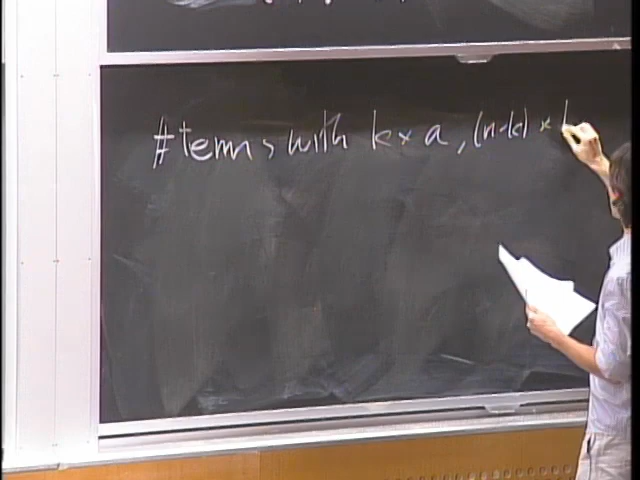 #terms with k × a, (n-k) ×